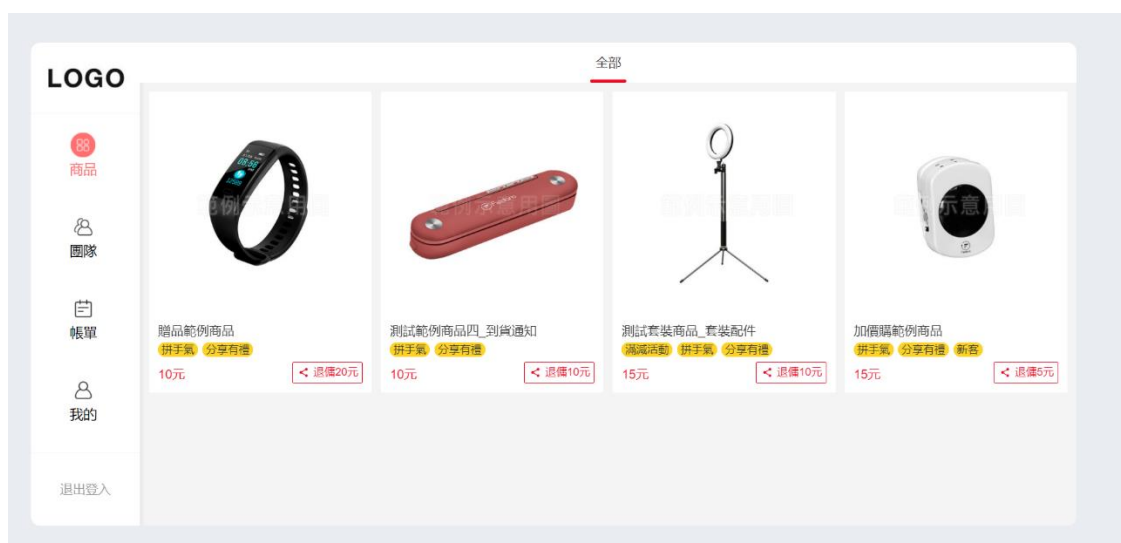 LOGO
全部
商品
團隊
帳單
我的
退出登入
贈品範例商品
拼手氣 分享有禮
10元
退傭20元
測試範例商品四_到貨通知
拼手氣 分享有禮
10元
退傭10元
測試套裝商品_套裝配件
滿減活動 拼手氣 分享有禮
15元
退傭10元
加價購範例商品
拼手氣 分享有禮 新客
15元
退傭5元